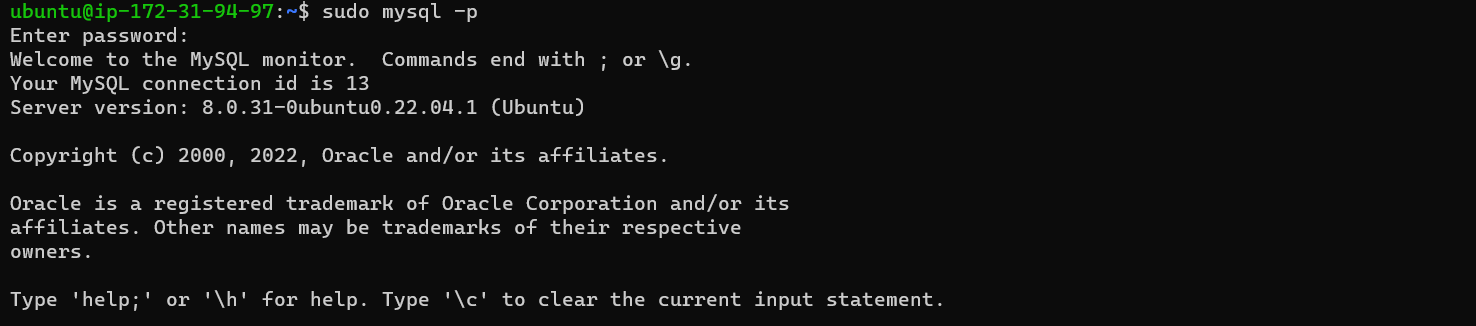 ubuntu@ip-172-31-94-97:~$ sudo mysql -p
Enter password:
Welcome to the MySQL monitor.  Commands end with ; or \g.
Your MySQL connection id is 13
Server version: 8.0.31-0ubuntu0.22.04.1 (Ubuntu)

Copyright (c) 2000, 2022, Oracle and/or its affiliates.

Oracle is a registered trademark of Oracle Corporation and/or its
affiliates. Other names may be trademarks of their respective
owners.

Type 'help;' or '\h' for help. Type '\c' to clear the current input statement.